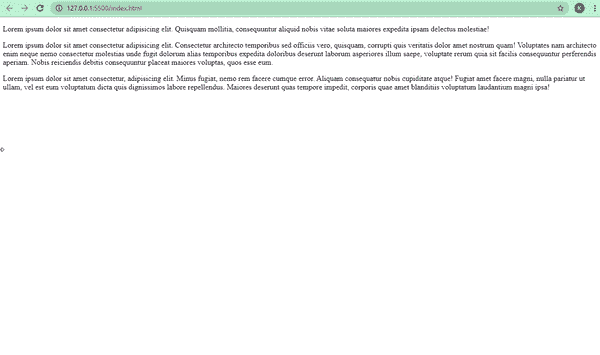 127.0.0.1:5500/index.html
K
Lorem ipsum dolor sit amet consectetur adipisicing elit. Quisquam mollitia, consequuntur aliquid nobis vitae soluta maiores expedita ipsam delectus molestiae!
Lorem ipsum dolor sit amet consectetur adipisicing elit. Consectetur architecto temporibus sed officiis vero, quisquam, corrupti quis veritatis dolor amet nostrum quam! Voluptates nam architecto
enim neque nemo consectetur molestias unde fugit dolorum alias temporibus expedita doloribus deserunt laborum asperiores illum saepe, voluptate rerum quia sit facilis consequuntur perferendis
aperiam. Nobis reiciendis debitis consequuntur placeat maiores voluptas, quos esse eum.
Lorem ipsum dolor sit amet consectetur, adipisicing elit. Minus fugiat, nemo rem facere cumque error. Aliquam consequatur nobis cupiditate atque! Fugiat amet facere magni, nulla pariatur ut
ullam, vel est eum voluptatum dicta quis dignissimos labore repellendus. Maiores deserunt quas tempore impedit, corporis quae amet blanditiis voluptatum laudantium magni ipsa!